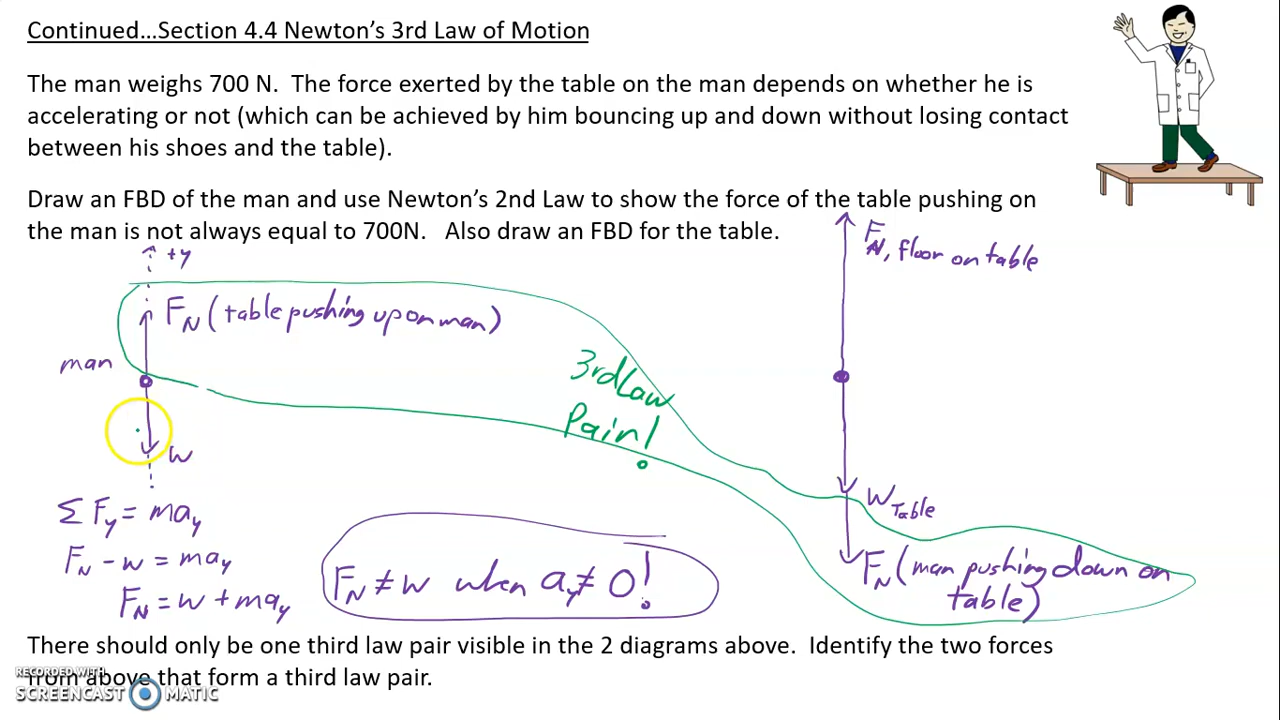 Continued...Section 4.4 Newton's 3rd Law of Motion
The man weighs 700 N.  The force exerted by the table on the man depends on whether he is
accelerating or not (which can be achieved by him bouncing up and down without losing contact
between his shoes and the table).
Draw an FBD of the man and use Newton's 2nd Law to show the force of the table pushing on
the man is not always equal to 700N.   Also draw an FBD for the table.
+y
F_N (table pushing up on man)
man
W
ΣF_y = ma_y
F_N - w = ma_y
F_N = w + ma_y
F_N ≠ w when a_y ≠ 0!
3rd Law
Pair!
F_N, floor on table
W_Table
F_N (man pushing down on
table)
There should only be one third law pair visible in the 2 diagrams above.  Identify the two forces
from above that form a third law pair.
RECORDED WITH
SCREENCAST MATIC